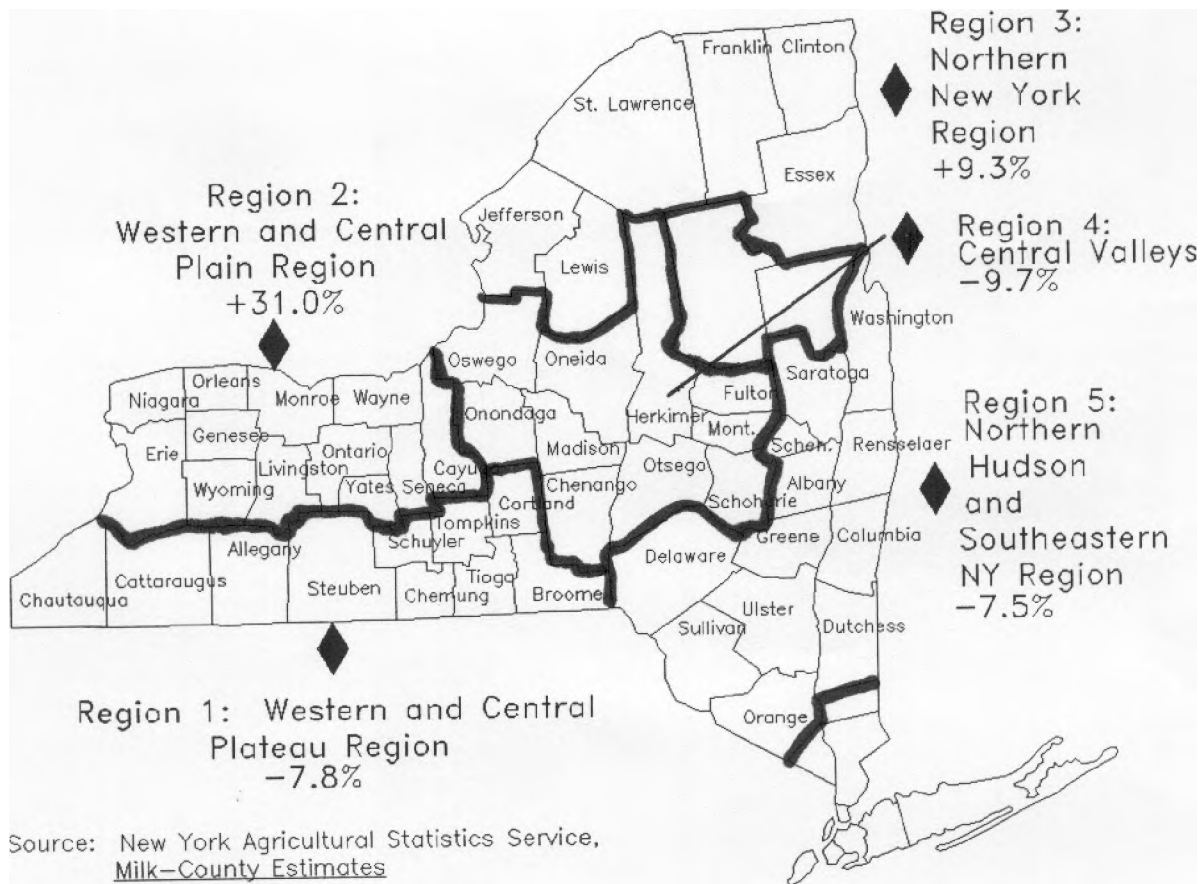 Region 3:
Northern
New York
Region
+9.3%
Franklin Clinton
St. Lawrence
Essex
Region 2:
Western and Central
Plain Region
+31.0%
Jefferson
Lewis
Region 4:
Central Valleys
-9.7%
Washington
Oswego
Oneida
Saratoga
Orleans
Niagara
Monroe
Wayne
Fulton
Onondaga
Herkimer
Mont.
Genesee
Erie
Ontario
Madison
Schen.
Rensselaer
Region 5:
Northern
Hudson
and
Southeastern
NY Region
-7.5%
Livingston
Wyoming
Yates Seneca
Cayu
Otsego
Albany
Chenango
Cortland
Schoharie
Tompkins
Allegany
Schuyler
Greene
Columbia
Delaware
Cattaraugus
Steuben
Tioga
Chautauqua
Chemung
Broome
Ulster
Sullivan
Dutchess
Orange
Region 1: Western and Central
Plateau Region
-7.8%
Source: New York Agricultural Statistics Service,
Milk-County Estimates